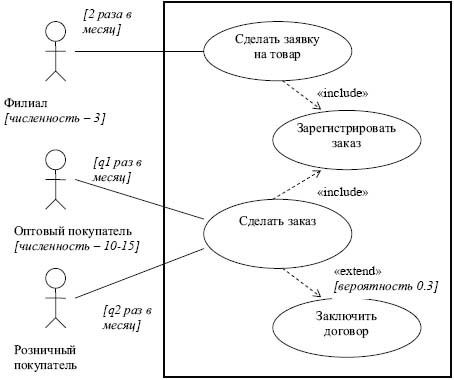 [2 раза в
месяц]
Сделать заявку
на товар
«include»
Филиал
[численность – 3]
Зарегистрировать
заказ
[q1 раз в
месяц]
«include»
Сделать заказ
Оптовый покупатель
[численность – 10-15]
«extend»
[вероятность 0.3]
[q2 раз в
месяц]
Заключить
договор
Розничный
покупатель